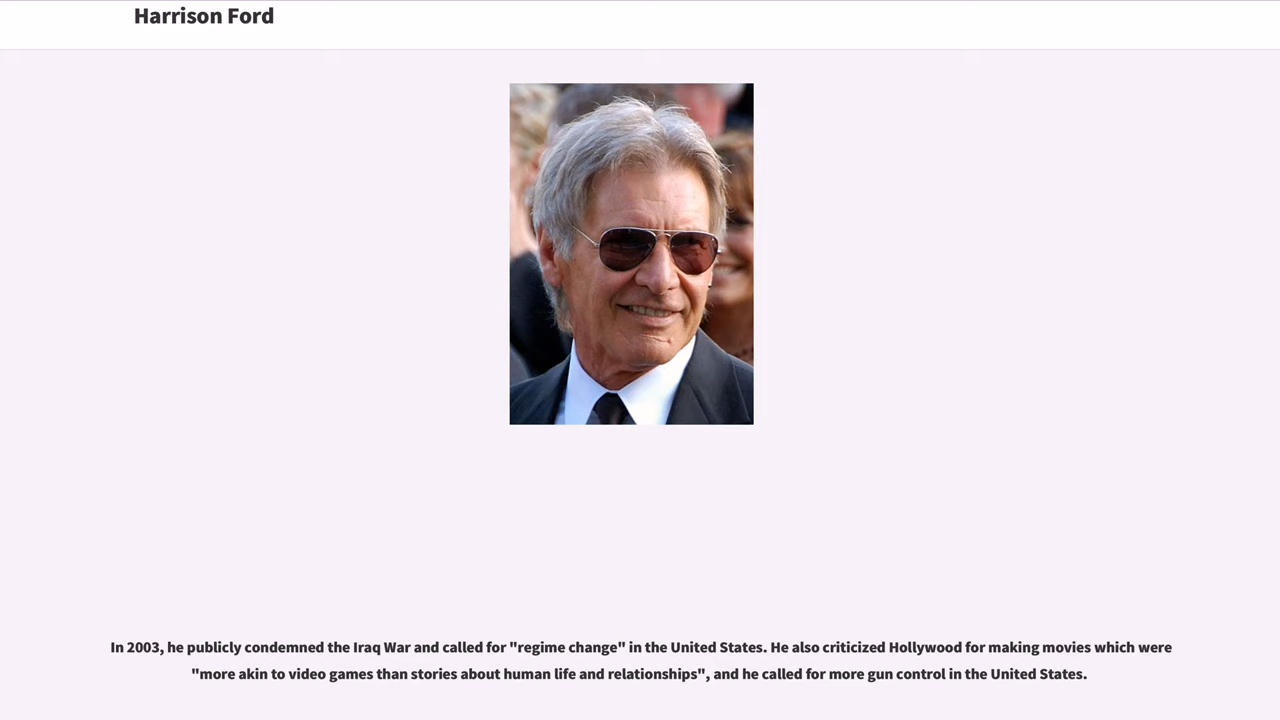 Harrison Ford
In 2003, he publicly condemned the Iraq War and called for "regime change" in the United States. He also criticized Hollywood for making movies which were
"more akin to video games than stories about human life and relationships", and he called for more gun control in the United States.